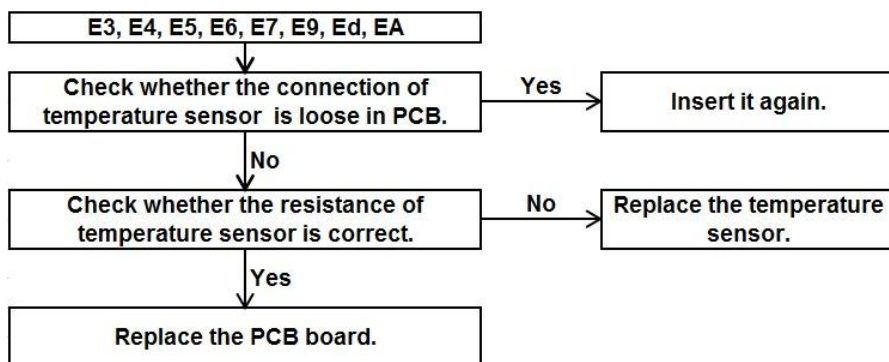 E3, E4, E5, E6, E7, E9, Ed, EA
Check whether the connection of
temperature sensor is loose in PCB.
Yes
Insert it again.
No
Check whether the resistance of
temperature sensor is correct.
No
Replace the temperature
sensor.
Yes
Replace the PCB board.